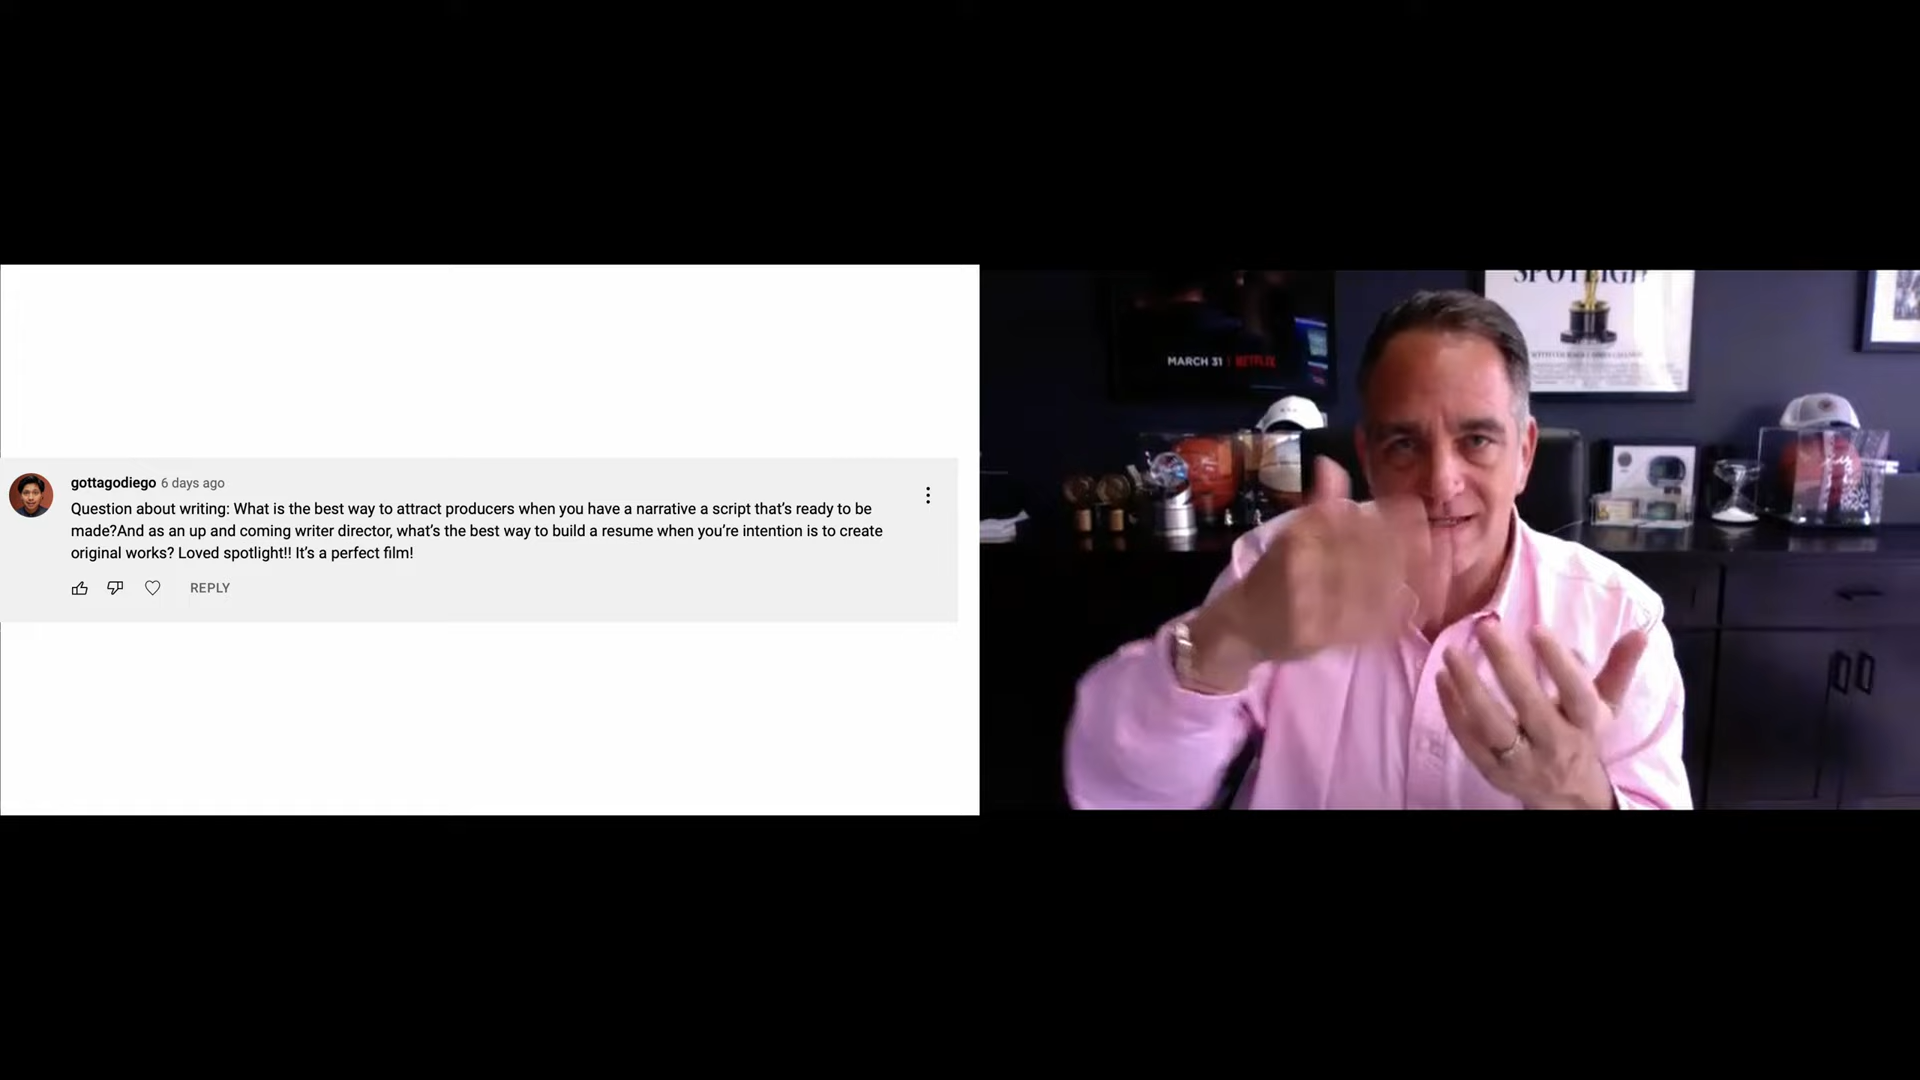 gottagodiego 6 days ago
Question about writing: What is the best way to attract producers when you have a narrative a script that's ready to be
made?And as an up and coming writer director, what's the best way to build a resume when you're intention is to create
original works? Loved spotlight!! It's a perfect film!
REPLY
SPOTLIGHT
MARCH 31 | NETFLIX